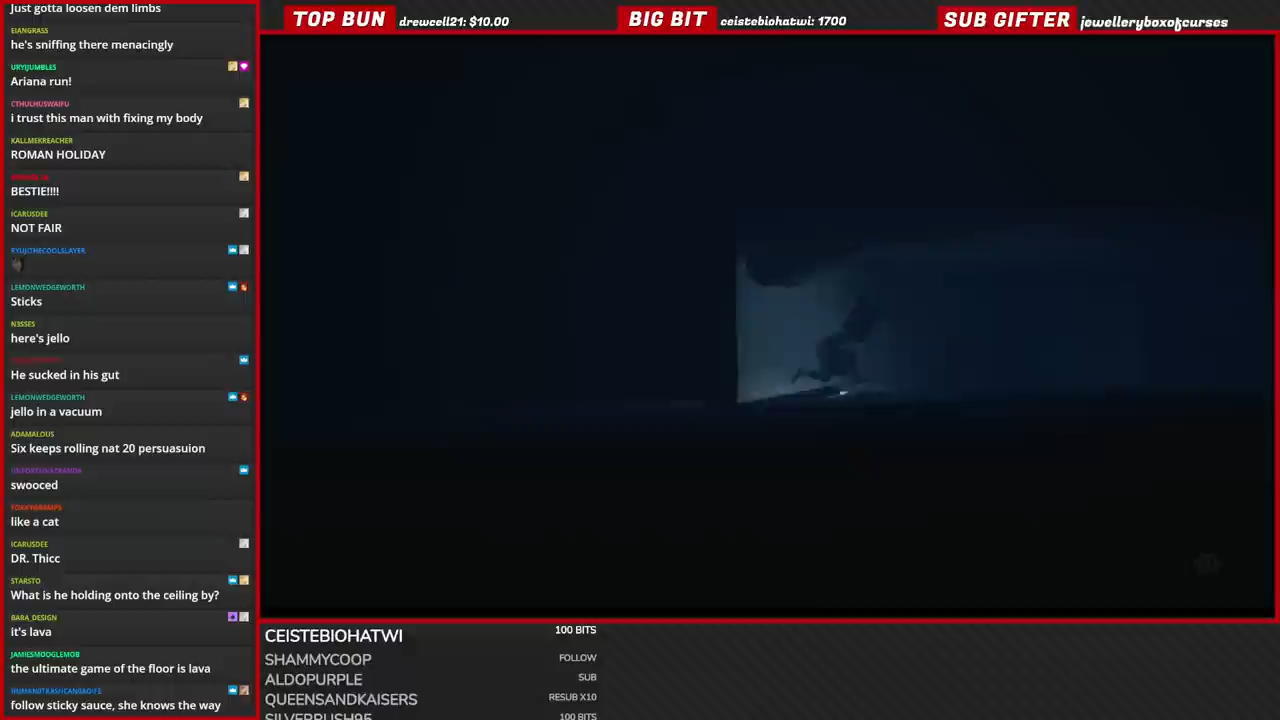 TOP BUN drewcell21: $10.00 BIG BIT ceistebiohatwi: 1700 SUB GIFTER jewelleryboxofcurses
Just gotta loosen dem limbs
EIANGRASS
he's sniffing there menacingly
URYIJUMBLES
Ariana run!
CTHULHUSWAIFU
i trust this man with fixing my body
KALLMEKREACHER
ROMAN HOLIDAY
BESTIE!!!!
ICARUSDEE
NOT FAIR
RYUJITHECOOLSLAYER
LEMONWEDGEWORTH
Sticks
N3SSES
here's jello
He sucked in his gut
LEMONWEDGEWORTH
jello in a vacuum
ADAMALOUS
Six keeps rolling nat 20 persuasuion
swooced
like a cat
ICARUSDEE
DR. Thicc
STARSTO
What is he holding onto the ceiling by?
BARA_DESIGN
it's lava
JAMIESMOOGLEMOB
the ultimate game of the floor is lava
follow sticky sauce, she knows the way
CEISTEBIOHATWI 100 BITS
SHAMMYCOOP FOLLOW
ALDOPURPLE SUB
QUEENSANDKAISERS RESUB X10
SILVERRUSH95 100 BITS